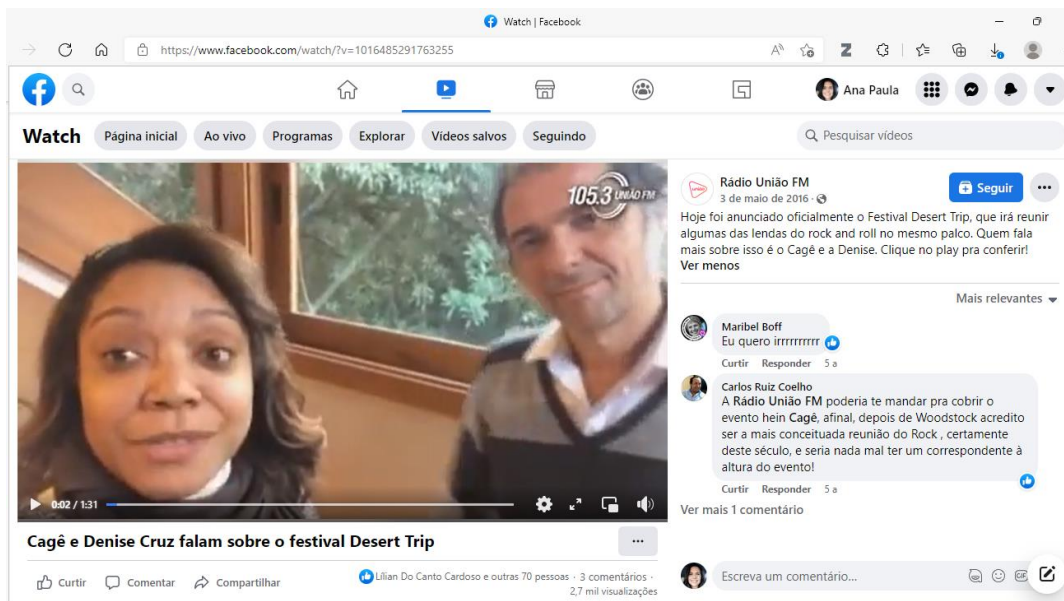 Watch | Facebook
https://www.facebook.com/watch/?v=1016485291763255
Ana Paula
Watch
Página inicial
Ao vivo
Programas
Explorar
Vídeos salvos
Seguindo
Pesquisar vídeos
105.3 UNIÃO FM
0:02 / 1:31
Cagê e Denise Cruz falam sobre o festival Desert Trip
Curtir
Comentar
Compartilhar
Lílian Do Canto Cardoso e outras 70 pessoas · 3 comentários ·
2,7 mil visualizações
Rádio União FM
3 de maio de 2016 ·
Seguir
Hoje foi anunciado oficialmente o Festival Desert Trip, que irá reunir
algumas das lendas do rock and roll no mesmo palco. Quem fala
mais sobre isso é o Cagê e a Denise. Clique no play pra conferir!
Ver menos
Mais relevantes
Maribel Boff
Eu quero irrrrrrrrrr
Curtir Responder 5 a
Carlos Ruiz Coelho
A Rádio União FM poderia te mandar pra cobrir o
evento hein Cagê, afinal, depois de Woodstock acredito
ser a mais conceituada reunião do Rock , certamente
deste século, e seria nada mal ter um correspondente à
altura do evento!
Curtir Responder 5 a
Ver mais 1 comentário
Escreva um comentário...
GIF